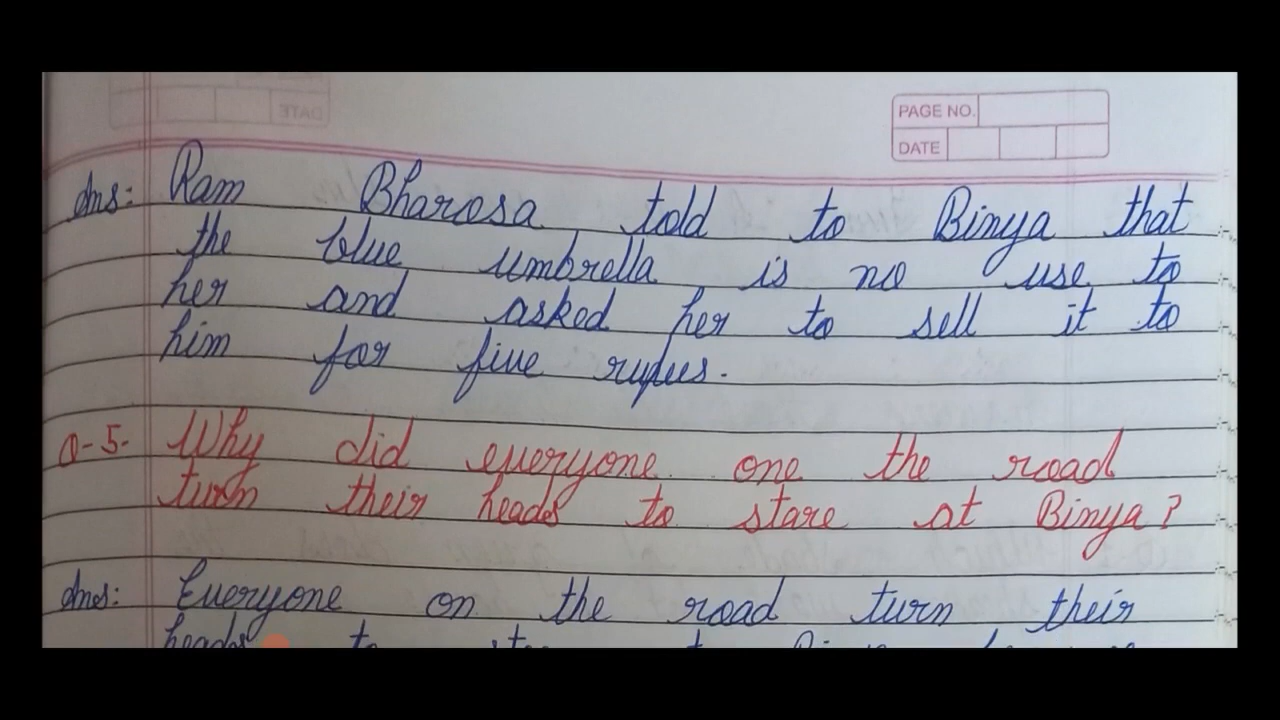 PAGE NO.
DATE
Ans: Ram Bharosa told to Binya that
the blue umbrella is no use to
her and asked her to sell it to
him for five rupees.
Q-5- Why did everyone one the road
turn their heads to stare at Binya?
Ans: Everyone on the road turn their
heads to